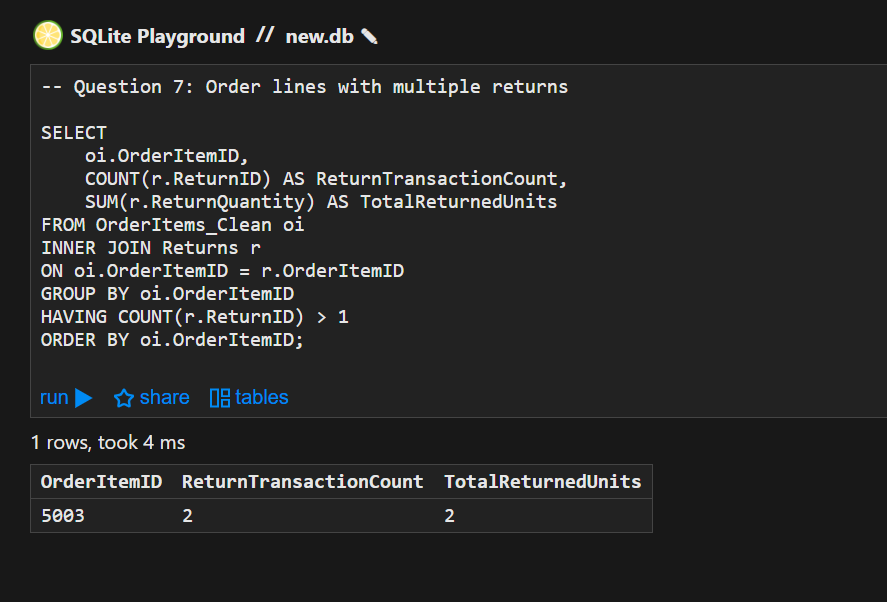 SQLite Playground // new.db
-- Question 7: Order lines with multiple returns
SELECT
    oi.OrderItemID,
    COUNT(r.ReturnID) AS ReturnTransactionCount,
    SUM(r.ReturnQuantity) AS TotalReturnedUnits
FROM OrderItems_Clean oi
INNER JOIN Returns r
ON oi.OrderItemID = r.OrderItemID
GROUP BY oi.OrderItemID
HAVING COUNT(r.ReturnID) > 1
ORDER BY oi.OrderItemID;
run share tables
1 rows, took 4 ms
OrderItemID ReturnTransactionCount TotalReturnedUnits
5003 2 2